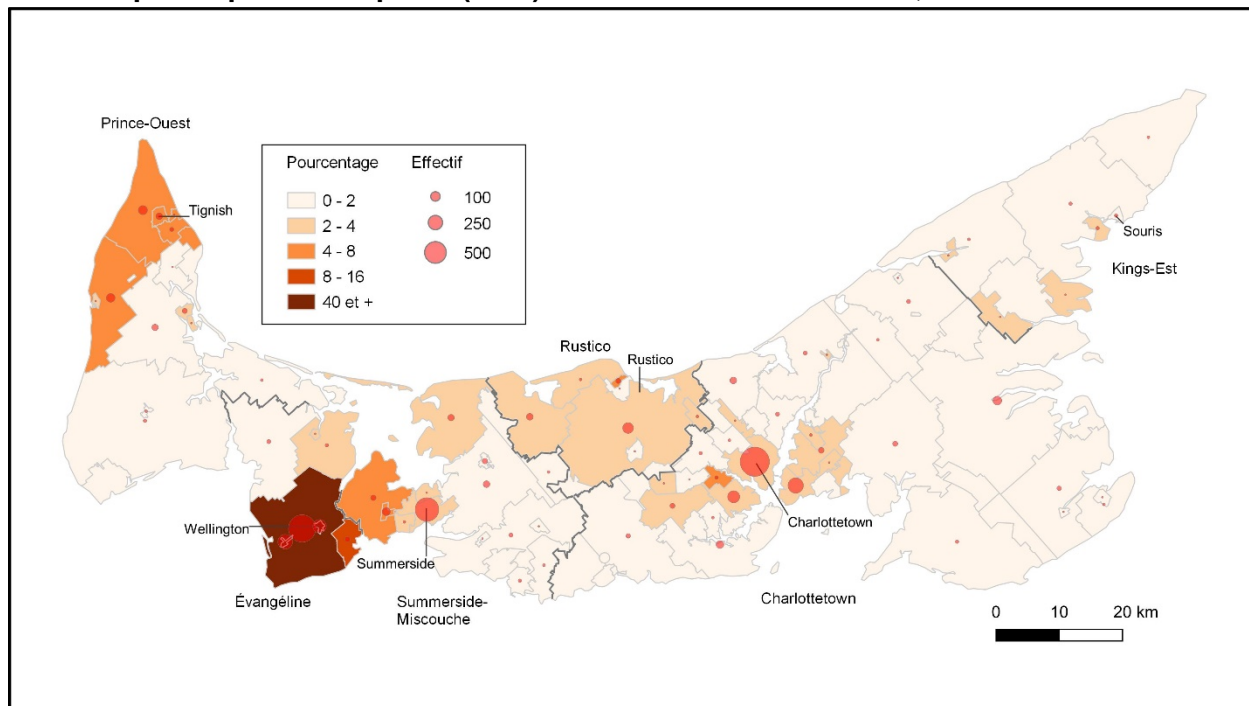 Prince-Ouest
Tignish
Pourcentage
0 - 2
2 - 4
4 - 8
8 - 16
40 et +
Effectif
100
250
500
Souris
Kings-Est
Rustico
Rustico
Wellington
Charlottetown
Summerside
Évangéline
Summerside-
Miscouche
Charlottetown
0 10 20 km